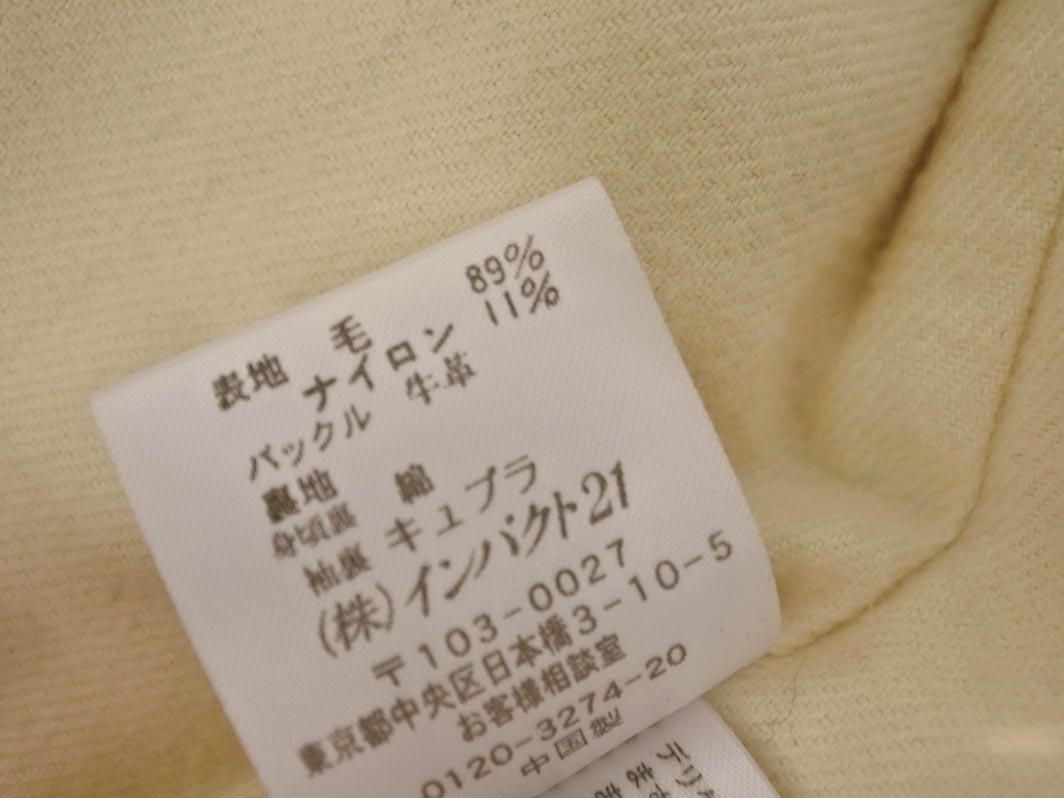 表地 毛 89%
ナイロン 11%
バックル 牛革
裏地
身頃裏 綿
袖裏 キュプラ
(株)インパクト21
〒103-0027
東京都中央区日本橋3-10-5
お客様相談室
0120-3274-20
中国製